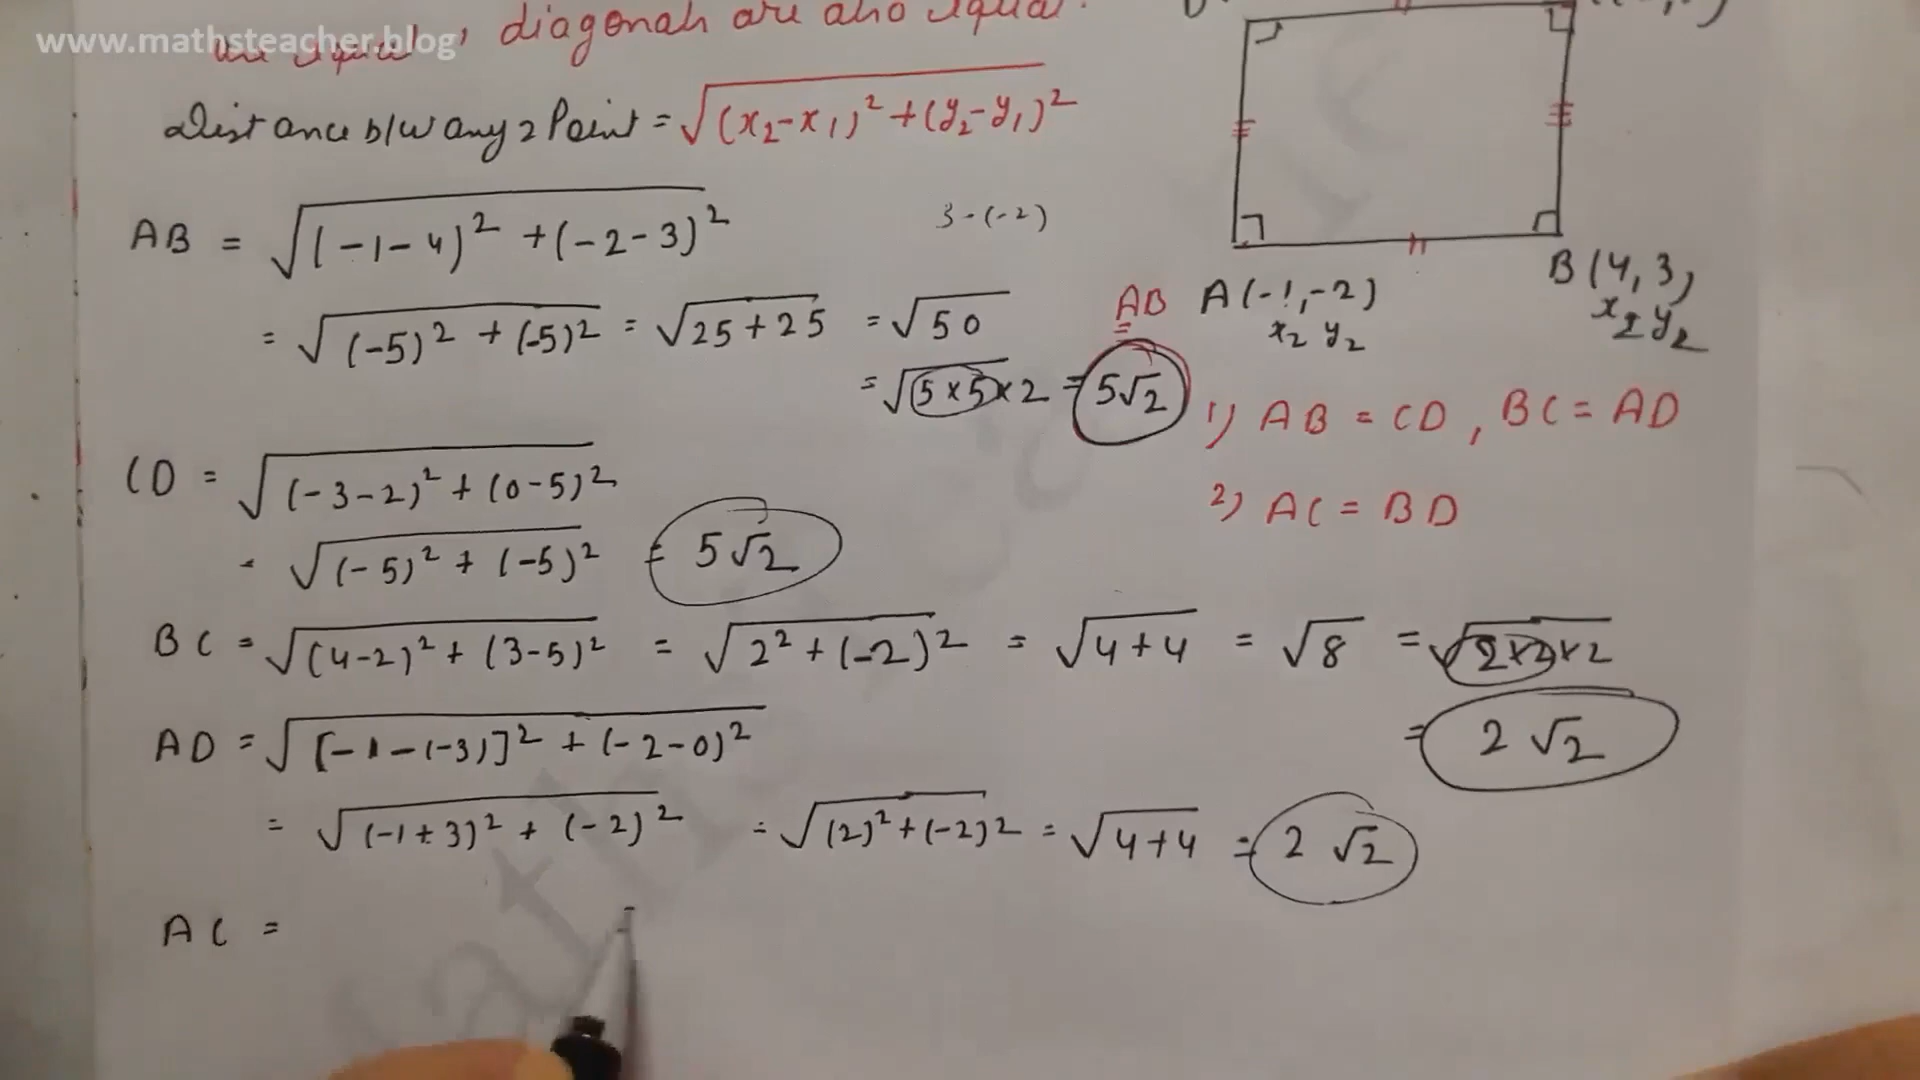 www.mathsteacher.blog
, diagonals are also equal.
Distance b/w any 2 Point = √(x₂-x₁)² + (y₂-y₁)²
AB = √(-1-4)² + (-2-3)²
3-(-2)
= √(-5)² + (-5)² = √25+25 = √50
= √5×5×2 = 5√2
AB
A(-1,-2)
x₂ y₂
B(4,3)
x₂ y₂
1) AB = CD, BC = AD
2) AC = BD
CD = √(-3-2)² + (0-5)²
= √(-5)² + (-5)² = 5√2
BC = √(4-2)² + (3-5)² = √2² + (-2)² = √4+4 = √8 = √2×2×2
= 2√2
AD = √[-1-(-3)]² + (-2-0)²
= √(-1+3)² + (-2)² = √(2)² + (-2)² = √4+4 = 2√2
AC =